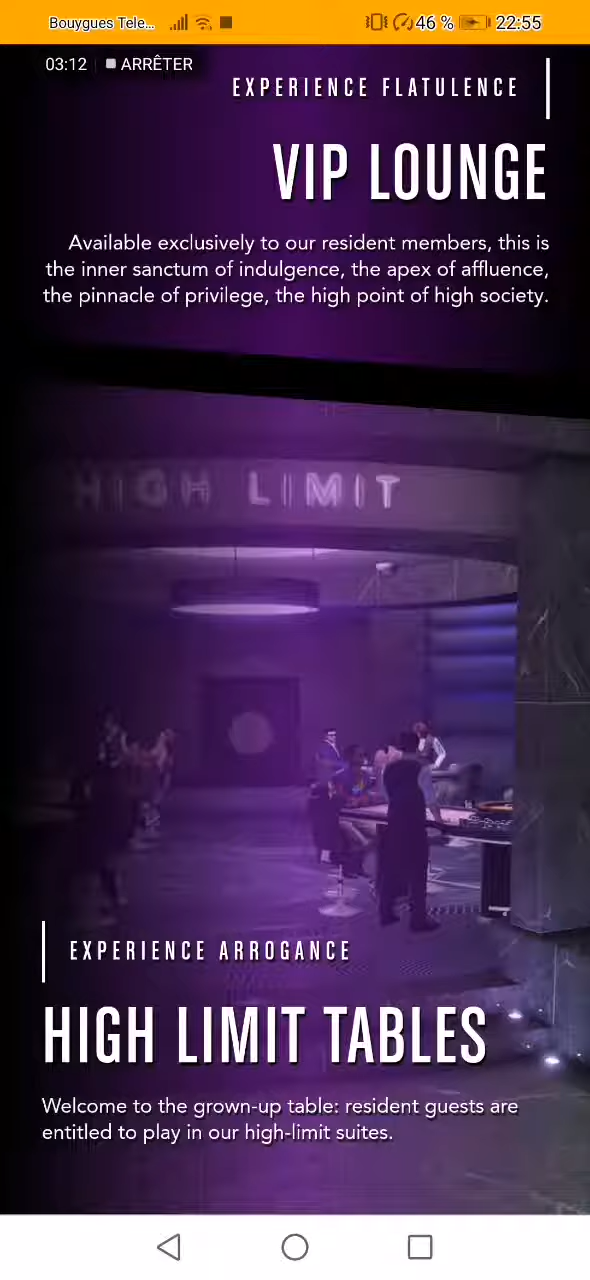 Bouygues Tele...
46 %
22:55
03:12
ARRÊTER
EXPERIENCE FLATULENCE
VIP LOUNGE
Available exclusively to our resident members, this is
the inner sanctum of indulgence, the apex of affluence,
the pinnacle of privilege, the high point of high society.
HIGH LIMIT
EXPERIENCE ARROGANCE
HIGH LIMIT TABLES
Welcome to the grown-up table: resident guests are
entitled to play in our high-limit suites.